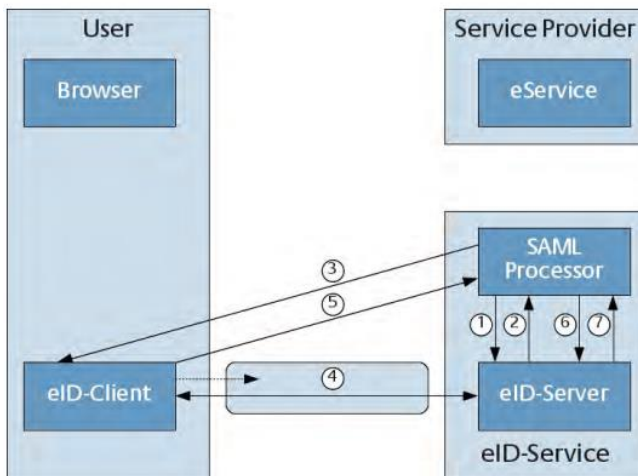 User
Service Provider
Browser
eService
SAML
Processor
3
5
1
2
6
7
4
eID-Client
eID-Server
eID-Service